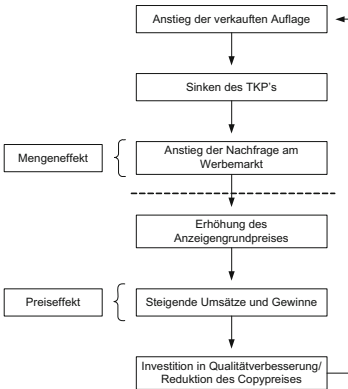 Anstieg der verkauften Auflage
Sinken des TKP's
Mengeneffekt
Anstieg der Nachfrage am
Werbemarkt
Erhöhung des
Anzeigengrundpreises
Preiseffekt
Steigende Umsätze und Gewinne
Investition in Qualitätverbesserung/
Reduktion des Copypreises